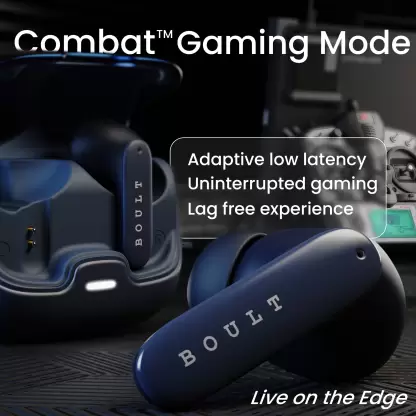 Combat™ Gaming Mode
Adaptive low latency
Uninterrupted gaming
Lag free experience
BOULT
BOULT
Live on the Edge